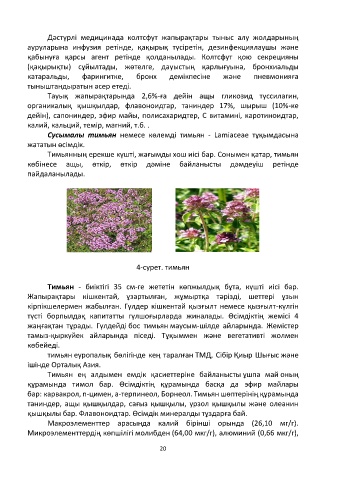 Дәстүрлі медицинада колтсфут жапырақтары тыныс алу жолдарының
ауруларына инфузия ретінде, қақырық түсіретін, дезинфекциялаушы және
қабынуға қарсы агент ретінде қолданылады. Колтсфут қою секрецияны
(қақырықты) сұйылтады, жөтелге, дауыстың қарлығуына, бронхиальды
катаральды, фарингитке, бронх демікпесіне және пневмонияға
тыныштандыратын әсер етеді.
Тауық жапырақтарында 2,6%-ға дейін ащы гликозид туссилагин,
органикалық қышқылдар, флавоноидтар, таниндер 17%, шырыш (10%-ке
дейін), сапониндер, эфир майы, полисахаридтер, С витамині, каротиноидтар,
калий, кальций, темір, магний, т.б. .
Сусымалы тимьян немесе көлемді тимьян - Lamiaceae тұқымдасына
жататын өсімдік.
Тимьянның ерекше күшті, жағымды хош иісі бар. Сонымен қатар, тимьян
көбінесе ащы, өткір, өткір дәміне байланысты дәмдеуіш ретінде
пайдаланылады.
4-сурет. тимьян
Тимьян - биіктігі 35 см-ге жететін көпжылдық бұта, күшті иісі бар.
Жапырақтары кішкентай, ұзартылған, жұмыртқа тәрізді, шеттері ұзын
кірпікшелермен жабылған. Гүлдер кішкентай қызғылт немесе қызғылт-күлгін
түсті борпылдақ капитатты гүлшоғырларда жиналады. Өсімдіктің жемісі 4
жаңғақтан тұрады. Гүлдейді бос тимьян маусым-шілде айларында. Жемістер
тамыз-қыркүйек айларында піседі. Тұқыммен және вегетативті жолмен
көбейеді.
тимьян еуропалық бөлігінде кең таралған ТМД, Сібір Қиыр Шығыс және
ішінде Орталық Азия.
Тимьян ең алдымен емдік қасиеттеріне байланысты ұшпа май оның
құрамында тимол бар. Өсімдіктің құрамында басқа да эфир майлары
бар: карвакрол, п-цимен, а-терпинеол, Борнеол. Тимьян шөптерінің құрамында
таниндер, ащы қышқылдар, сағыз қышқылы, урзол қышқылы және олеанин
қышқылы бар. Флавоноидтар. Өсімдік минералды тұздарға бай.
Макроэлементтер арасында калий бірінші орында (26,10 мг/г).
Микроэлементтердің көпшілігі молибден (64,00 мкг/г), алюминий (0,66 мкг/г),
20